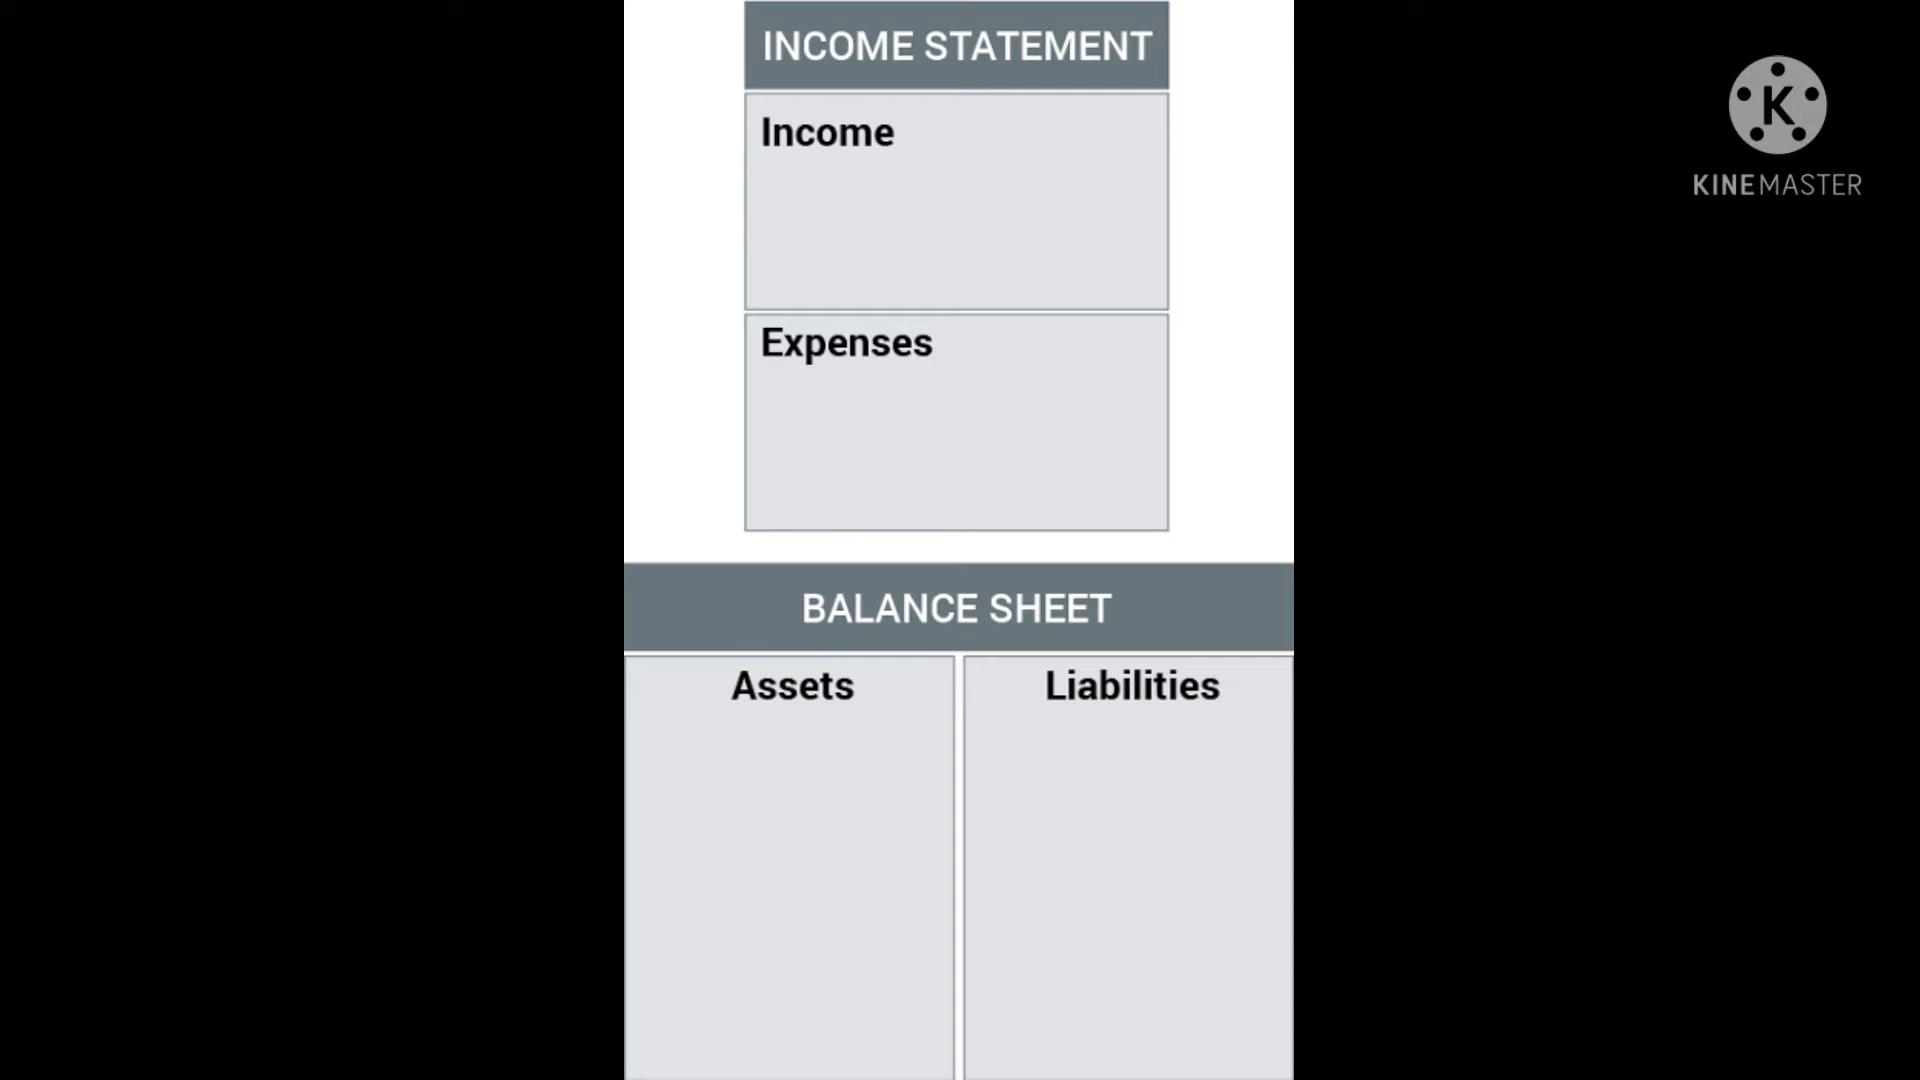 INCOME STATEMENT
Income
Expenses
BALANCE SHEET
Assets
Liabilities
K
KINEMASTER